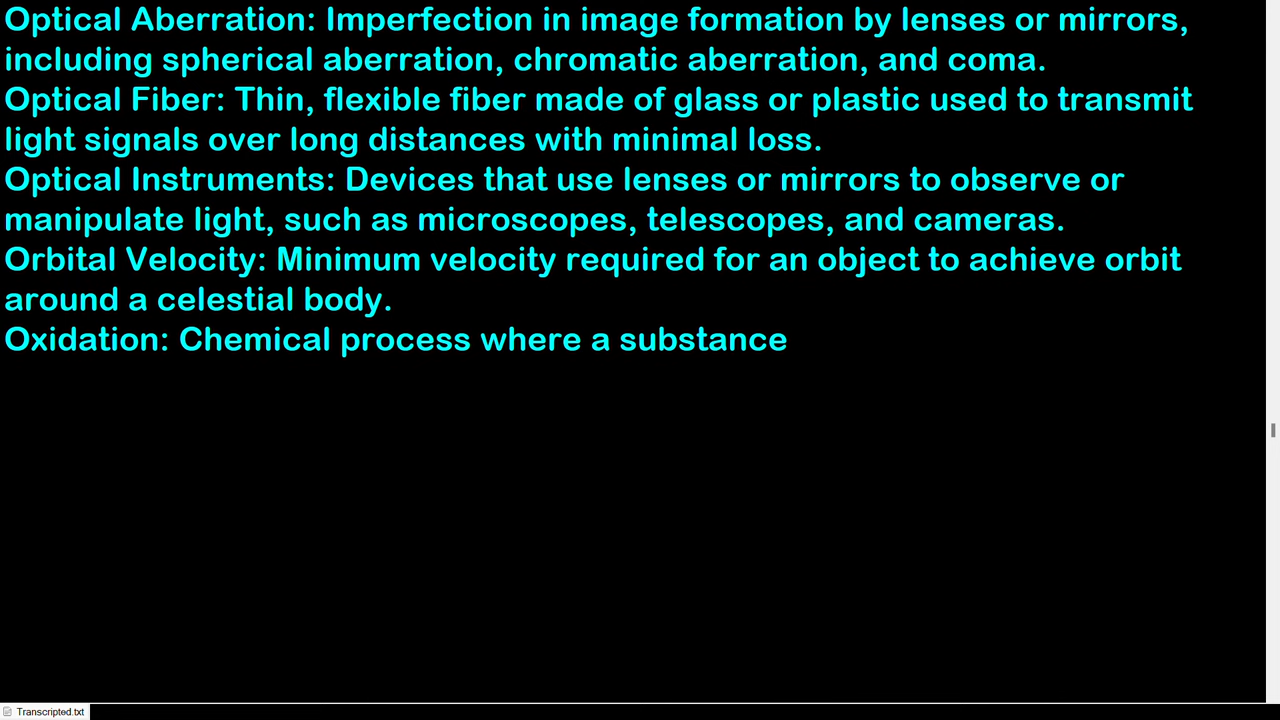 Optical Aberration: Imperfection in image formation by lenses or mirrors,
including spherical aberration, chromatic aberration, and coma.
Optical Fiber: Thin, flexible fiber made of glass or plastic used to transmit
light signals over long distances with minimal loss.
Optical Instruments: Devices that use lenses or mirrors to observe or
manipulate light, such as microscopes, telescopes, and cameras.
Orbital Velocity: Minimum velocity required for an object to achieve orbit
around a celestial body.
Oxidation: Chemical process where a substance
Transcripted.txt